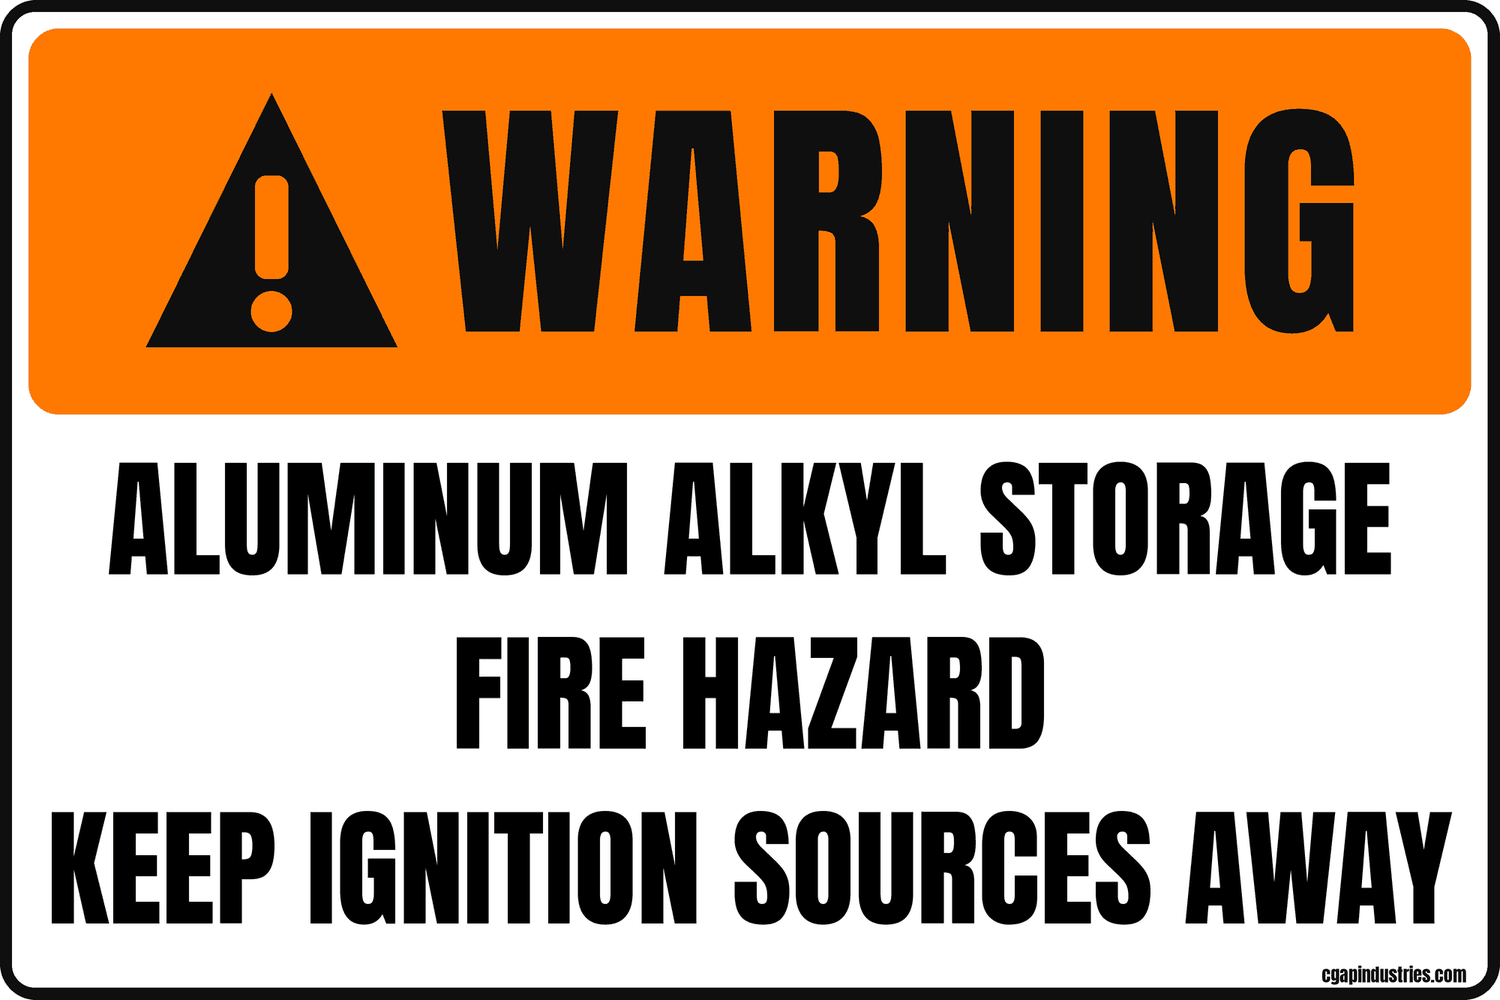 WARNING
ALUMINUM ALKYL STORAGE
FIRE HAZARD
KEEP IGNITION SOURCES AWAY
cgapindustries.com